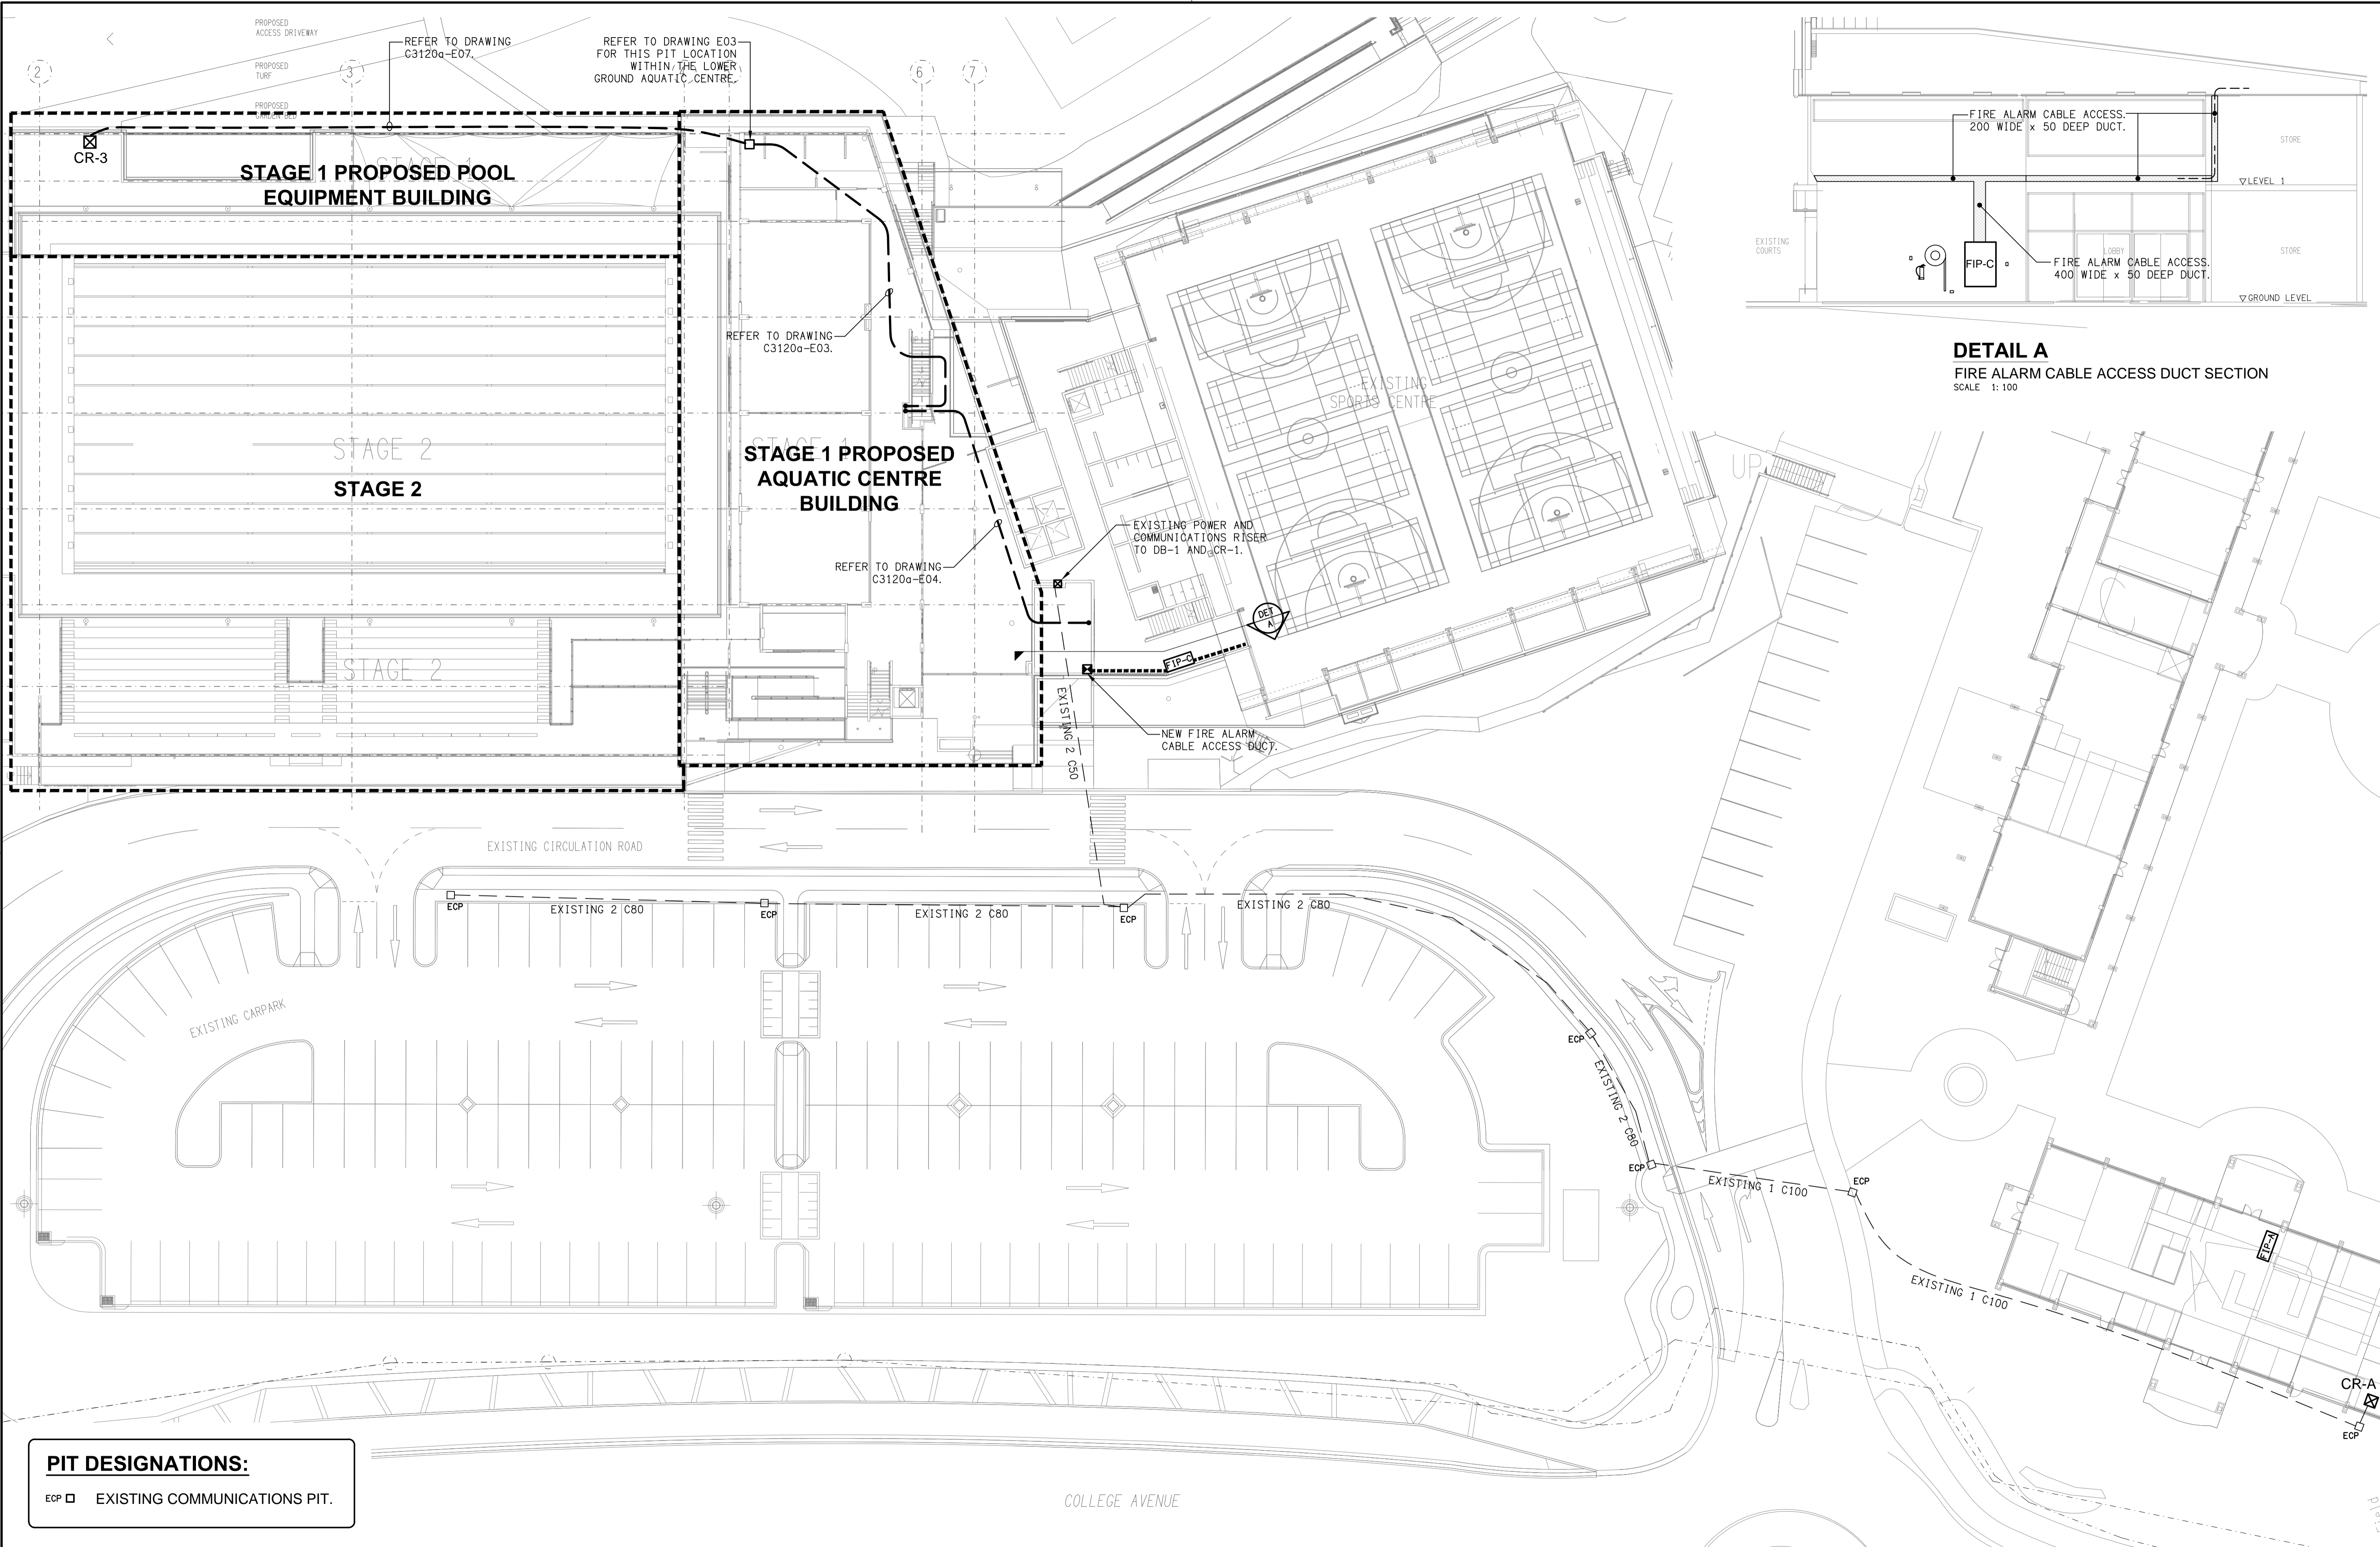 PROPOSED
ACCESS DRIVEWAY
PROPOSED
TURF
PROPOSED
GARDEN BED
REFER TO DRAWING
C3120a-E07.
REFER TO DRAWING E03
FOR THIS PIT LOCATION
WITHIN THE LOWER
GROUND AQUATIC CENTRE.
2
3
6
7
CR-3
STAGE 1
STAGE 1 PROPOSED POOL
EQUIPMENT BUILDING
REFER TO DRAWING
C3120a-E03.
STAGE 2
STAGE 2
STAGE 1
STAGE 1 PROPOSED
AQUATIC CENTRE
BUILDING
REFER TO DRAWING
C3120a-E04.
EXISTING POWER AND
COMMUNICATIONS RISER
TO DB-1 AND CR-1.
EXISTING
SPORTS CENTRE
DET
A
FIP-C
STAGE 2
EXISTING 2 C50
NEW FIRE ALARM
CABLE ACCESS DUCT.
FIRE ALARM CABLE ACCESS.
200 WIDE x 50 DEEP DUCT.
STORE
LEVEL 1
EXISTING
COURTS
LOBBY
STORE
FIP-C
FIRE ALARM CABLE ACCESS.
400 WIDE x 50 DEEP DUCT.
GROUND LEVEL
DETAIL A
FIRE ALARM CABLE ACCESS DUCT SECTION
SCALE 1:100
UP
EXISTING CIRCULATION ROAD
ECP
EXISTING 2 C80
ECP
EXISTING 2 C80
ECP
EXISTING 2 C80
EXISTING CARPARK
ECP
EXISTING 2 C80
ECP
EXISTING 1 C100
ECP
EXISTING 1 C100
FIP-A
CR-A
ECP
PIT DESIGNATIONS:
ECP EXISTING COMMUNICATIONS PIT.
COLLEGE AVENUE